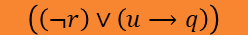 ((¬r) ∨ (u ⟶ q))